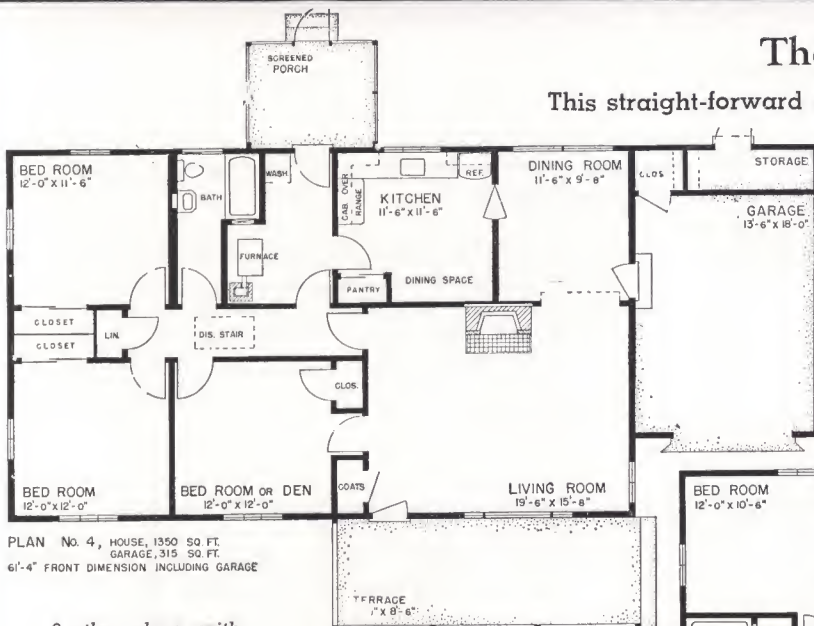 This straight-forward
SCREENED
PORCH
BED ROOM
12'-0" X 11'-6"
BATH
WASH.
FURNACE
CAB. OVER
RANGE
KITCHEN
11'-6" X 11'-6"
REF.
DINING SPACE
PANTRY
DINING ROOM
11'-6" X 9'-8"
CLOS.
STORAGE
GARAGE
13'-6" X 18'-0"
CLOSET
CLOSET
LIN.
DIS. STAIR
CLOS.
BED ROOM
12'-0" X 12'-0"
BED ROOM OR DEN
12'-0" X 12'-0"
COATS
LIVING ROOM
19'-6" X 15'-8"
BED ROOM
12'-0" X 10'-6"
PLAN No. 4, HOUSE, 1350 SQ. FT.
GARAGE, 315 SQ. FT.
61'-4" FRONT DIMENSION INCLUDING GARAGE
TERRACE
X 8'-6"